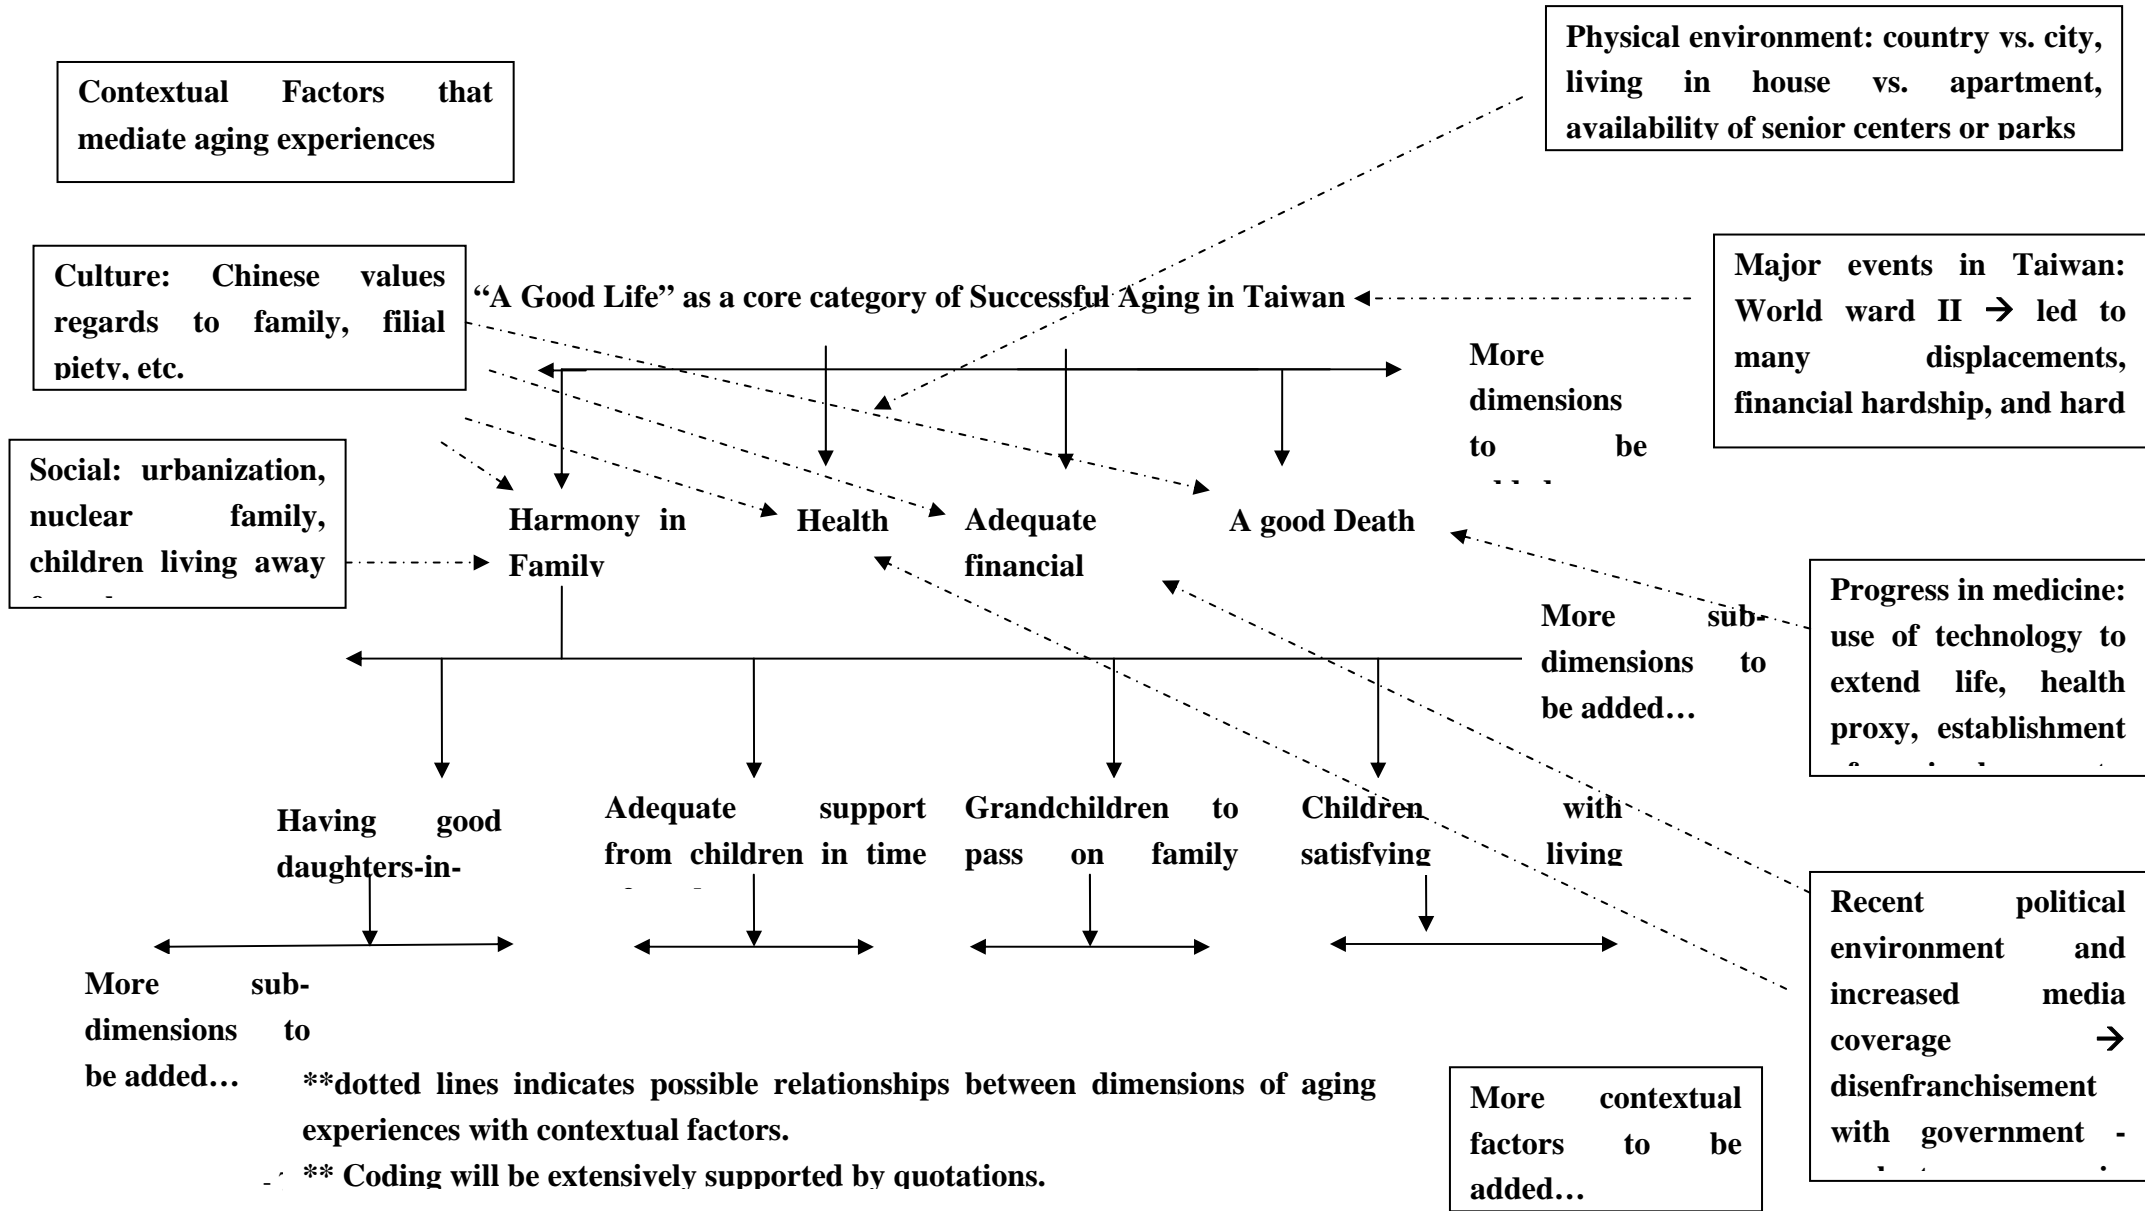 Contextual Factors that
mediate aging experiences
Physical environment: country vs. city,
living in house vs. apartment,
availability of senior centers or parks
Culture: Chinese values
regards to family, filial
piety, etc.
“A Good Life” as a core category of Successful Aging in Taiwan
Major events in Taiwan:
World ward II → led to
many displacements,
financial hardship, and hard
More
dimensions
to be
Social: urbanization,
nuclear family,
children living away
Harmony in
Family
Health
Adequate
financial
A good Death
Progress in medicine:
use of technology to
extend life, health
proxy, establishment
More sub-
dimensions to
be added…
Having good
daughters-in-
Adequate support
from children in time
Grandchildren to
pass on family
Children with
satisfying living
Recent political
environment and
increased media
coverage →
disenfranchisement
with government -
More sub-
dimensions to
be added…
**dotted lines indicates possible relationships between dimensions of aging
experiences with contextual factors.
** Coding will be extensively supported by quotations.
More contextual
factors to be
added…